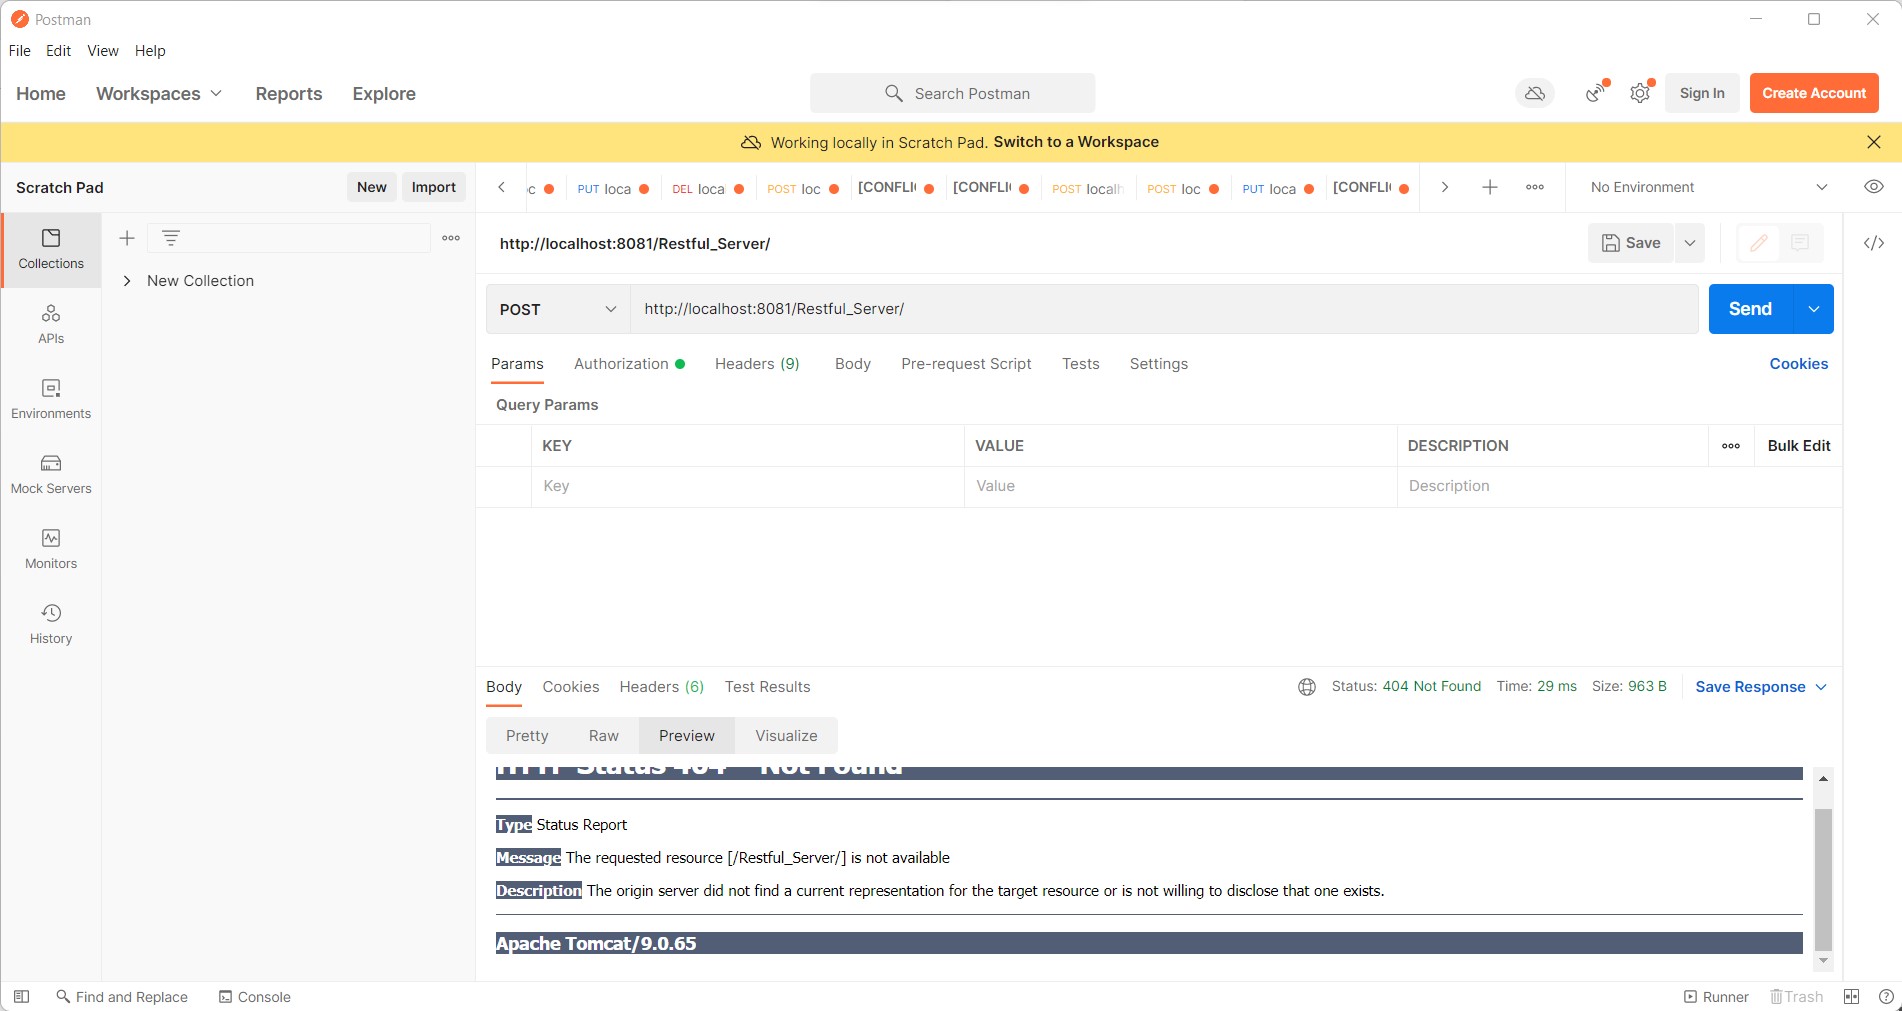 Postman
File Edit View Help
Home Workspaces Reports Explore
Search Postman
Sign In
Create Account
Working locally in Scratch Pad. Switch to a Workspace
Scratch Pad
New
Import
PUT loca
DEL loca
POST loc
[CONFLI
[CONFLI
POST localh
POST loc
PUT loca
[CONFLI
No Environment
Collections
APIs
Environments
Mock Servers
Monitors
History
New Collection
http://localhost:8081/Restful_Server/
Save
POST
http://localhost:8081/Restful_Server/
Send
Params Authorization Headers (9) Body Pre-request Script Tests Settings Cookies
Query Params
KEY VALUE DESCRIPTION Bulk Edit
Key Value Description
Body Cookies Headers (6) Test Results
Status: 404 Not Found Time: 29 ms Size: 963 B Save Response
Pretty Raw Preview Visualize
HTTP Status 404 – Not Found
Type Status Report
Message The requested resource [/Restful_Server/] is not available
Description The origin server did not find a current representation for the target resource or is not willing to disclose that one exists.
Apache Tomcat/9.0.65
Find and Replace Console
Runner Trash